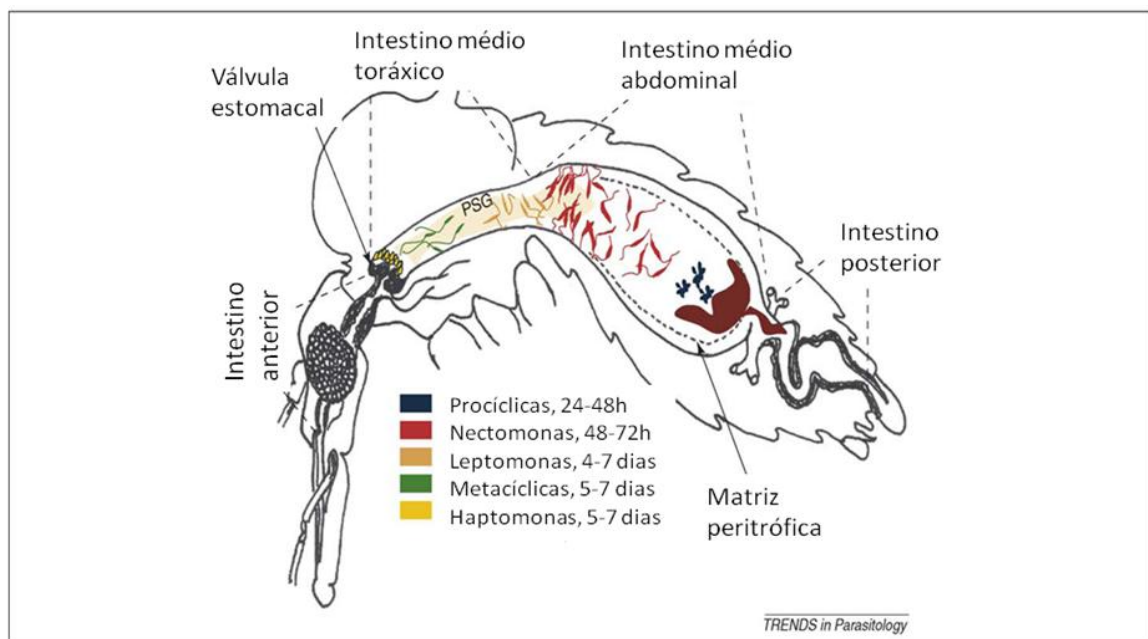 Intestino médio
toráxico
Intestino médio
abdominal
Válvula
estomacal
PSG
Intestino
posterior
Intestino
anterior
Procíclicas, 24-48h
Nectomonas, 48-72h
Leptomonas, 4-7 dias
Metacíclicas, 5-7 dias
Haptomonas, 5-7 dias
Matriz
peritrófica
TRENDS in Parasitology